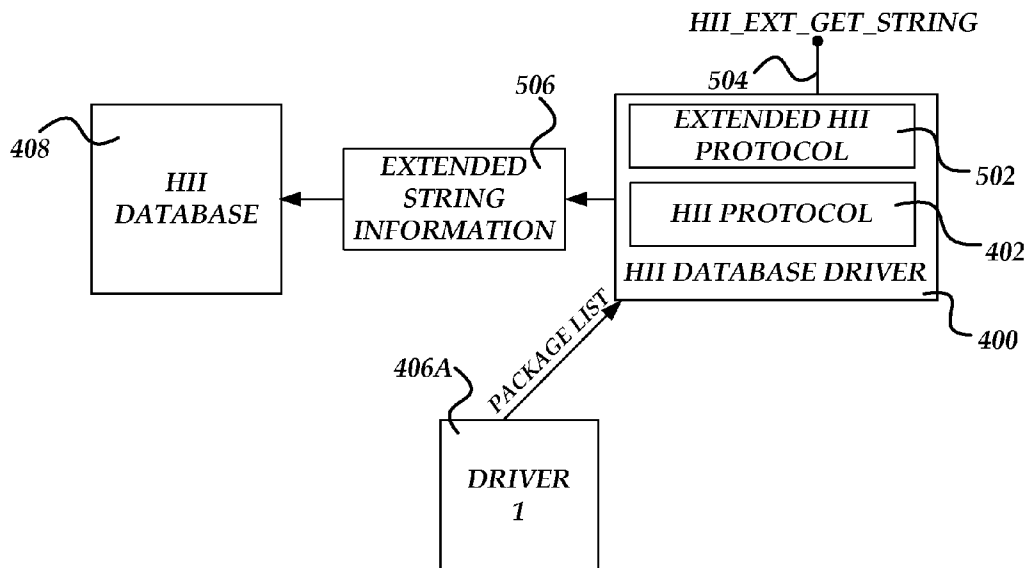 HII_EXT_GET_STRING
504
506
408
HII
DATABASE
EXTENDED
STRING
INFORMATION
EXTENDED HII
PROTOCOL
502
HII PROTOCOL
402
HII DATABASE DRIVER
400
PACKAGE LIST
406A
DRIVER
1